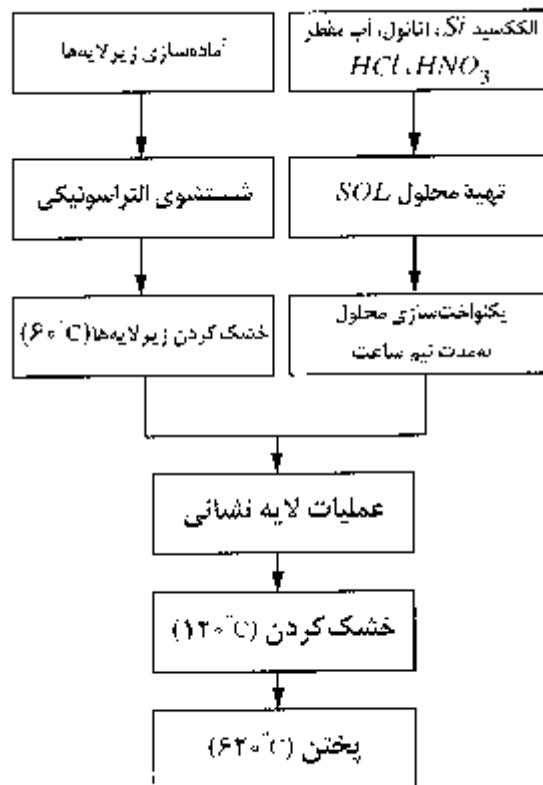 الککسید Si، اتانول، آب مقطر
HCl، HNO3
تهیهٔ محلول SOL
یکنواخت‌سازی محلول
به‌مدت نیم ساعت
آماده‌سازی زیرلایه‌ها
شستشوی التراسونیکی
خشک کردن زیرلایه‌ها (۶۰°C)
عملیات لایه نشانی
خشک کردن (۱۲۰°C)
پختن (۶۲۰°C)